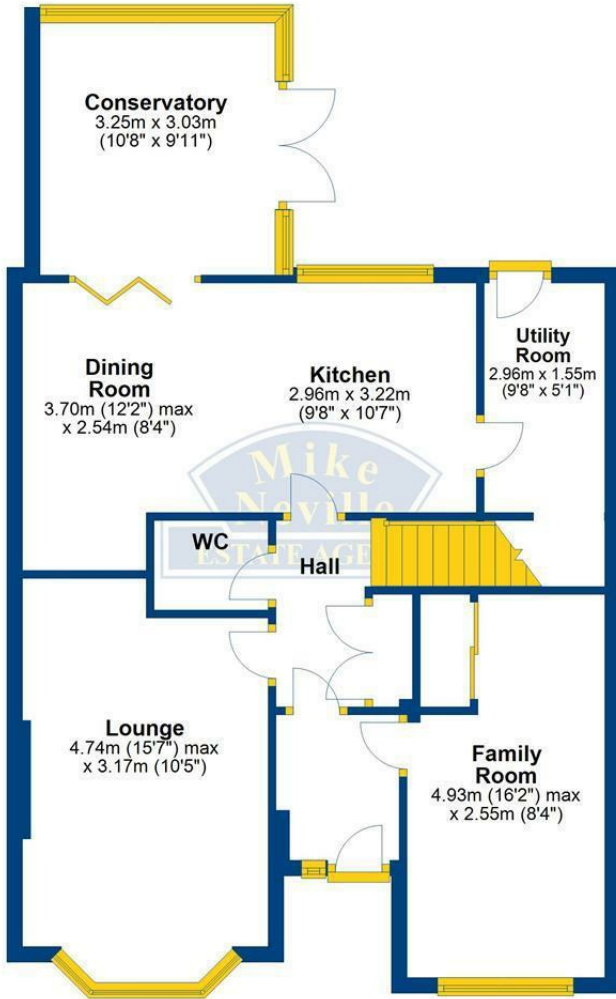 Conservatory
3.25m x 3.03m
(10'8" x 9'11")
Dining
Room
3.70m (12'2") max
x 2.54m (8'4")
Kitchen
2.96m x 3.22m
(9'8" x 10'7")
Utility
Room
2.96m x 1.55m
(9'8" x 5'1")
Mike
Neville
ESTATE AGE
WC
Hall
Lounge
4.74m (15'7") max
x 3.17m (10'5")
Family
Room
4.93m (16'2") max
x 2.55m (8'4")